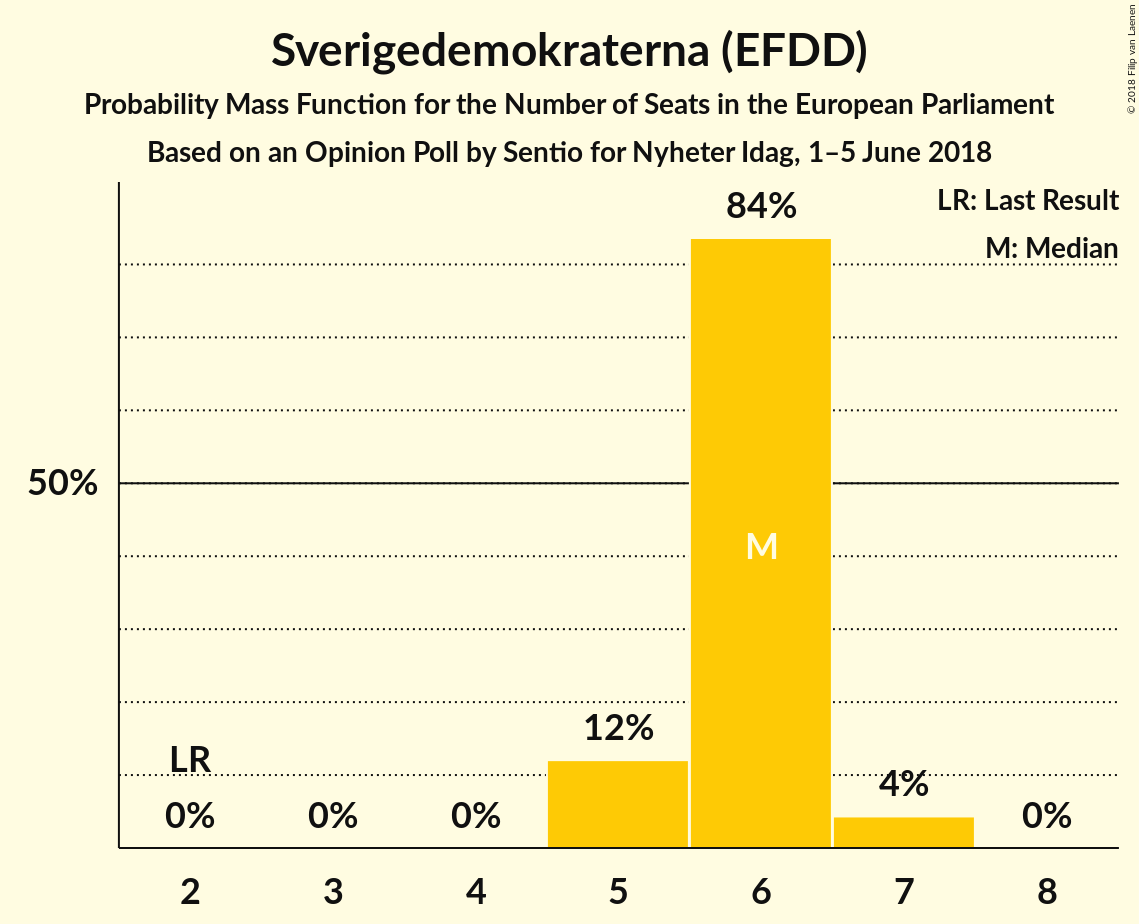 Sverigedemokraterna (EFDD)
Probability Mass Function for the Number of Seats in the European Parliament
Based on an Opinion Poll by Sentio for Nyheter Idag, 1–5 June 2018
© 2018 Filip van Laenen
LR: Last Result
M: Median
84%
50%
M
12%
LR
4%
0%
0%
0%
0%
2
3
4
5
6
7
8